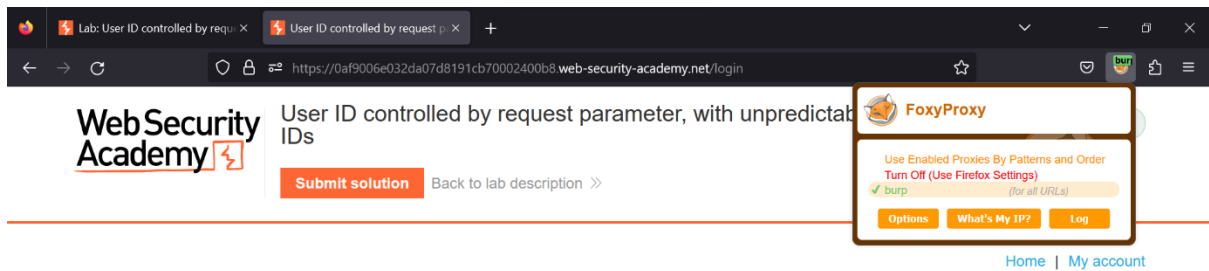 Lab: User ID controlled by reque
User ID controlled by request p
https://0af9006e032da07d8191cb70002400b8.web-security-academy.net/login
burp
Web Security
Academy
User ID controlled by request parameter, with unpredictab
IDs
Submit solution
Back to lab description
FoxyProxy
Use Enabled Proxies By Patterns and Order
Turn Off (Use Firefox Settings)
✓ burp (for all URLs)
Options What's My IP? Log
Home | My account